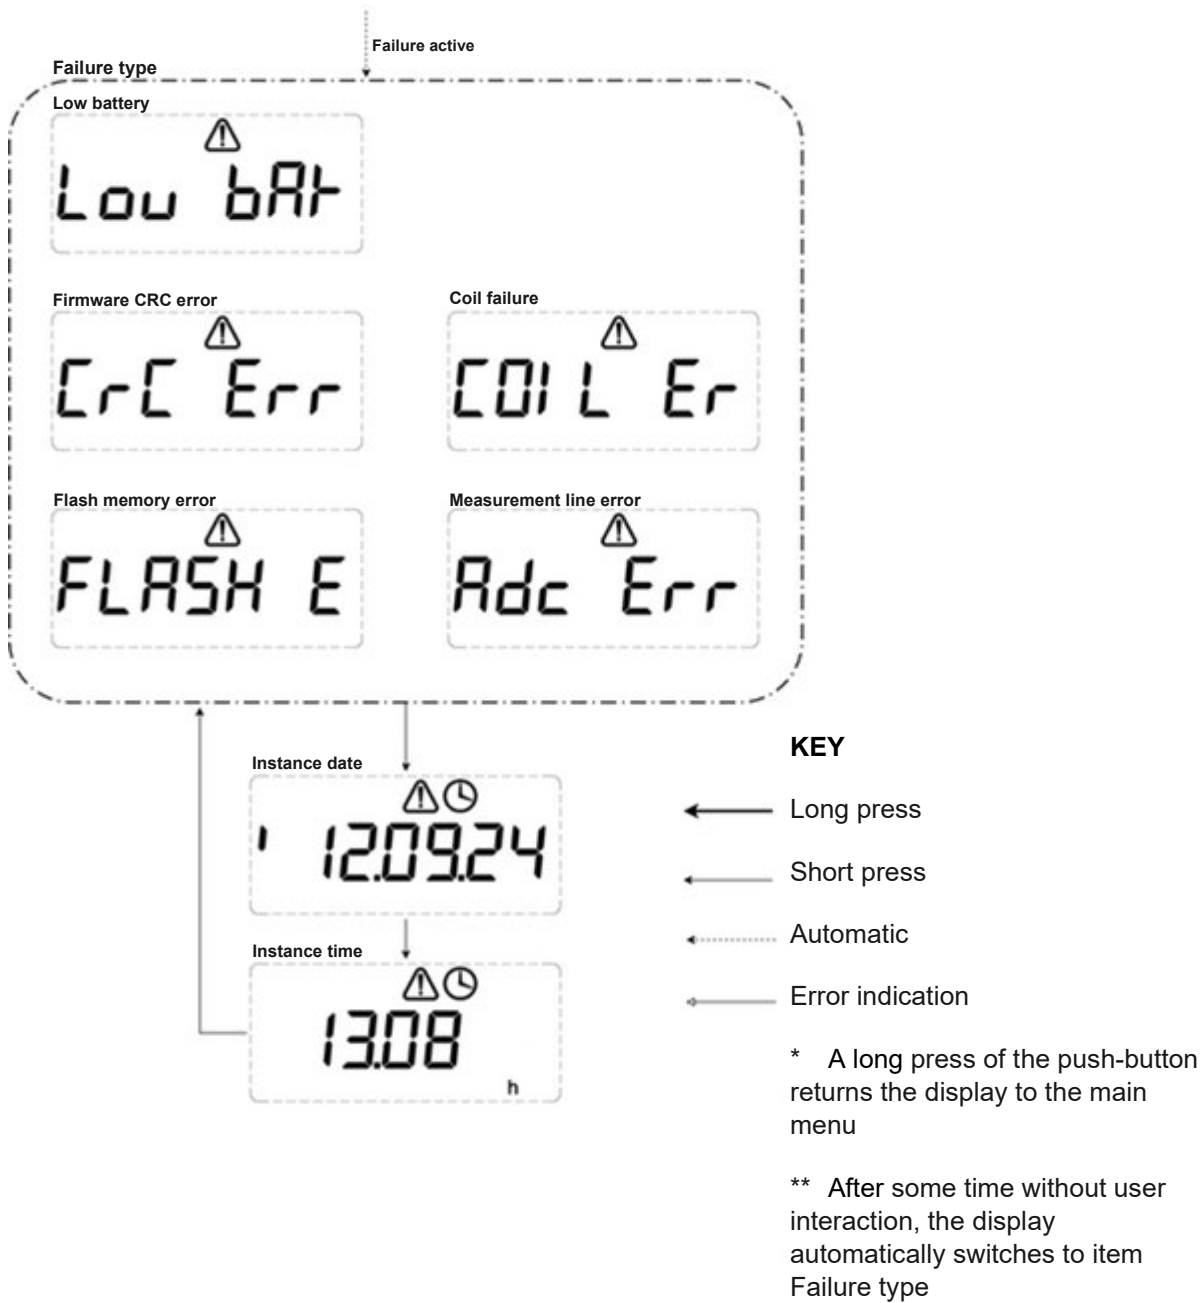 Failure active
Failure type
Low battery
Lou bAt
Firmware CRC error
CrC Err
Coil failure
COIL Er
Flash memory error
FLASH E
Measurement line error
Adc Err
Instance date
' 12.09.24
Instance time
13.08
h
KEY
Long press
Short press
Automatic
Error indication
* A long press of the push-button
returns the display to the main
menu
** After some time without user
interaction, the display
automatically switches to item
Failure type